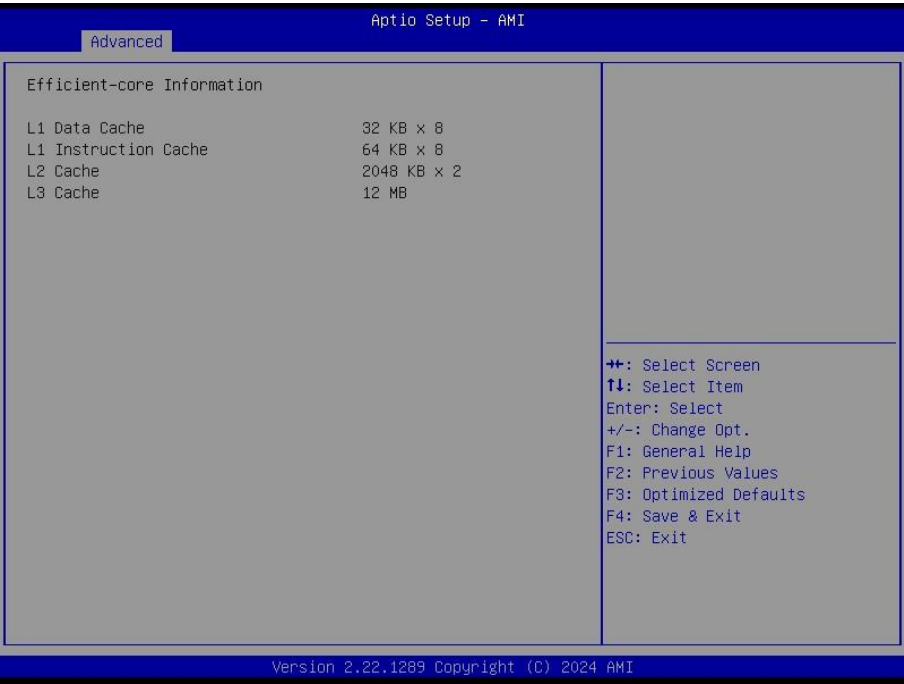 Aptio Setup - AMI
Advanced
Efficient-core Information
L1 Data Cache 32 KB x 8
L1 Instruction Cache 64 KB x 8
L2 Cache 2048 KB x 2
L3 Cache 12 MB
→←: Select Screen
↑↓: Select Item
Enter: Select
+/-: Change Opt.
F1: General Help
F2: Previous Values
F3: Optimized Defaults
F4: Save & Exit
ESC: Exit
Version 2.22.1289 Copyright (C) 2024 AMI